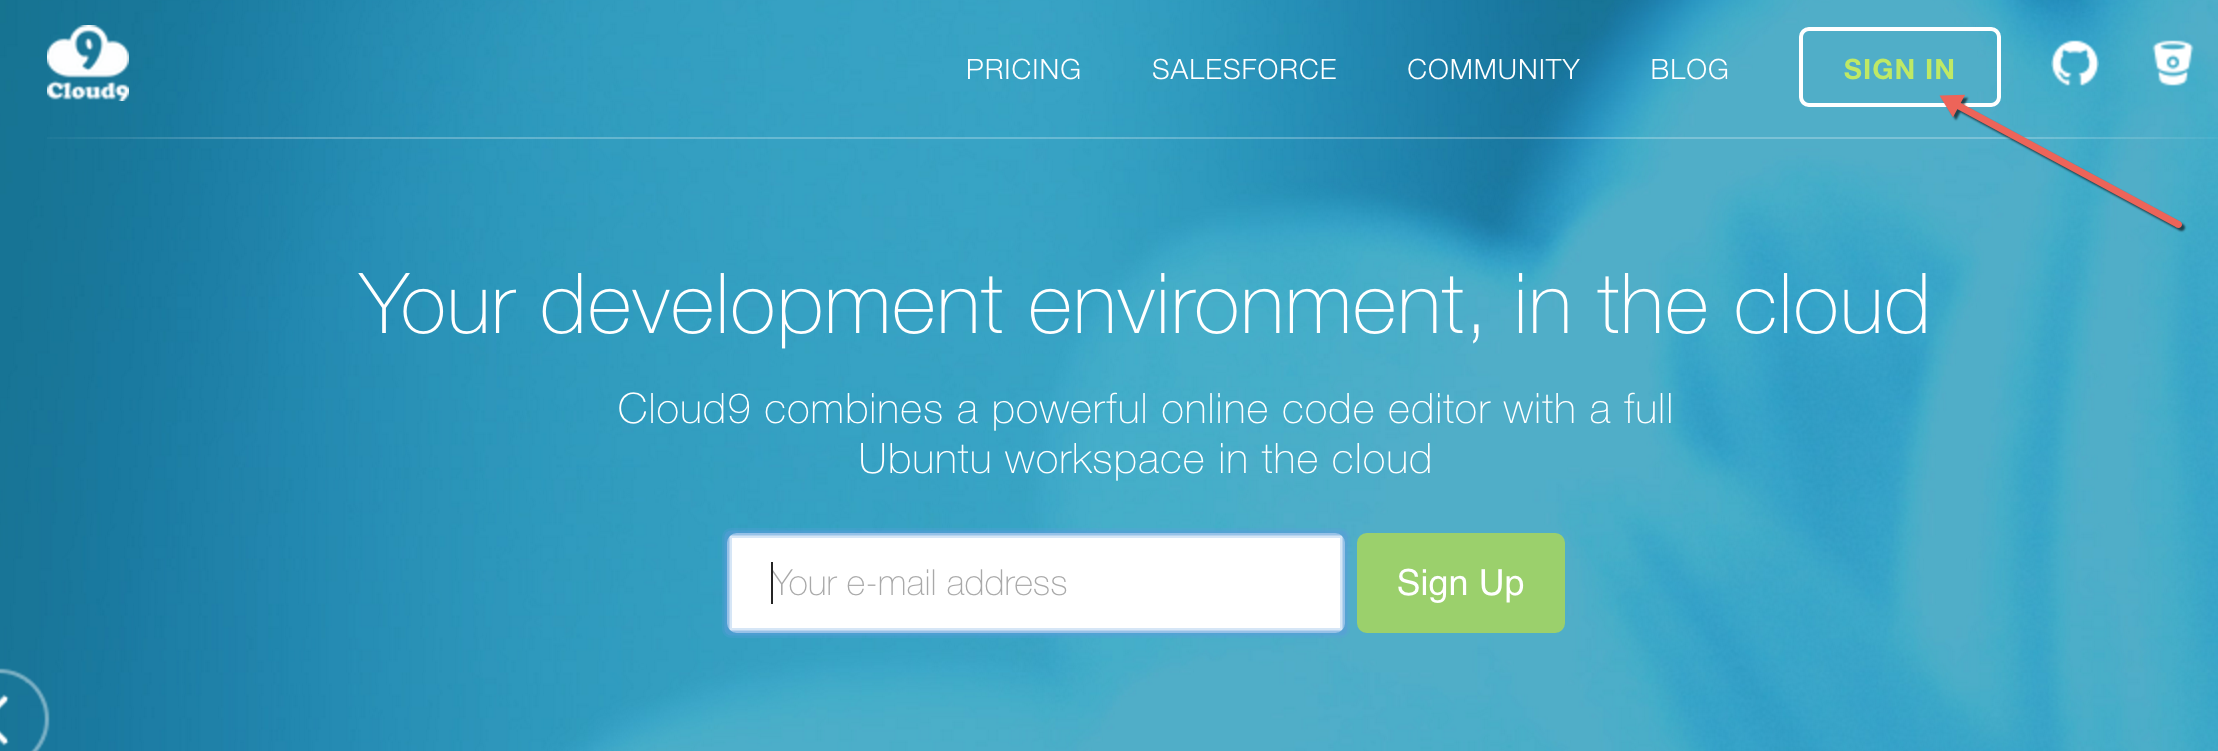 9
Cloud9
PRICING
SALESFORCE
COMMUNITY
BLOG
SIGN IN
Your development environment, in the cloud
Cloud9 combines a powerful online code editor with a full
Ubuntu workspace in the cloud
Your e-mail address
Sign Up